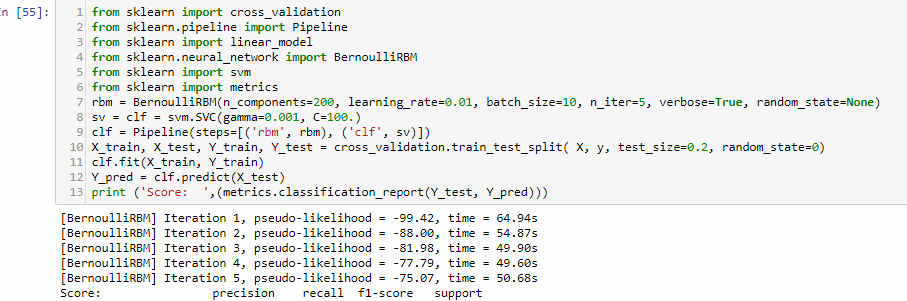 In [55]:
1 from sklearn import cross_validation
2 from sklearn.pipeline import Pipeline
3 from sklearn import linear_model
4 from sklearn.neural_network import BernoulliRBM
5 from sklearn import svm
6 from sklearn import metrics
7 rbm = BernoulliRBM(n_components=200, learning_rate=0.01, batch_size=10, n_iter=5, verbose=True, random_state=None)
8 sv = clf = svm.SVC(gamma=0.001, C=100.)
9 clf = Pipeline(steps=[('rbm', rbm), ('clf', sv)])
10 X_train, X_test, Y_train, Y_test = cross_validation.train_test_split( X, y, test_size=0.2, random_state=0)
11 clf.fit(X_train, Y_train)
12 Y_pred = clf.predict(X_test)
13 print ('Score:  ',(metrics.classification_report(Y_test, Y_pred)))
[BernoulliRBM] Iteration 1, pseudo-likelihood = -99.42, time = 64.94s
[BernoulliRBM] Iteration 2, pseudo-likelihood = -88.00, time = 54.87s
[BernoulliRBM] Iteration 3, pseudo-likelihood = -81.98, time = 49.90s
[BernoulliRBM] Iteration 4, pseudo-likelihood = -77.79, time = 49.60s
[BernoulliRBM] Iteration 5, pseudo-likelihood = -75.07, time = 50.68s
Score:                precision    recall  f1-score   support